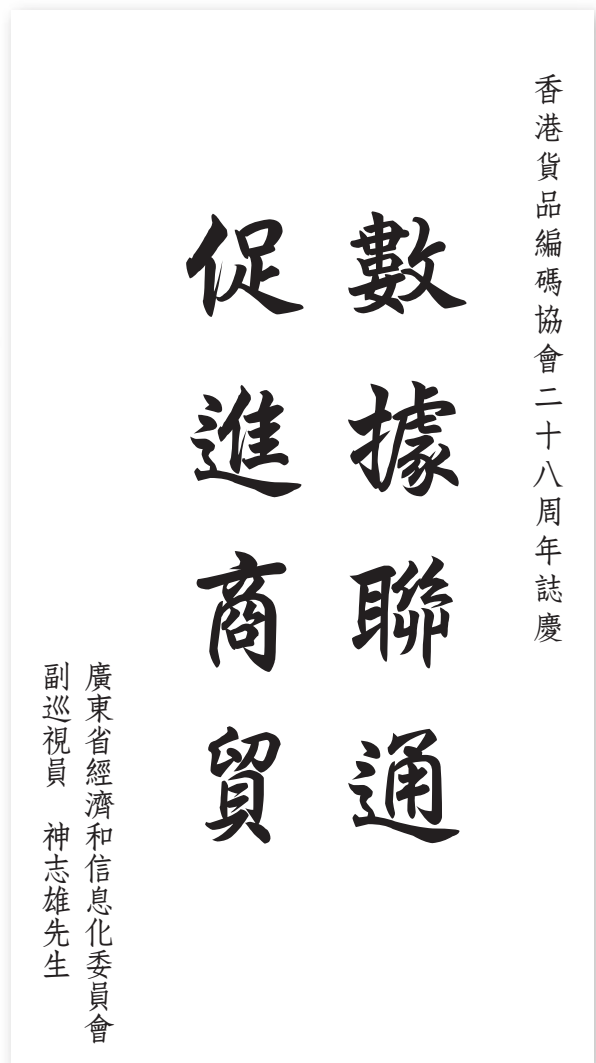 香港貨品編碼協會二十八周年誌慶
數據聯通
促進商貿
廣東省經濟和信息化委員會
副巡視員　神志雄先生